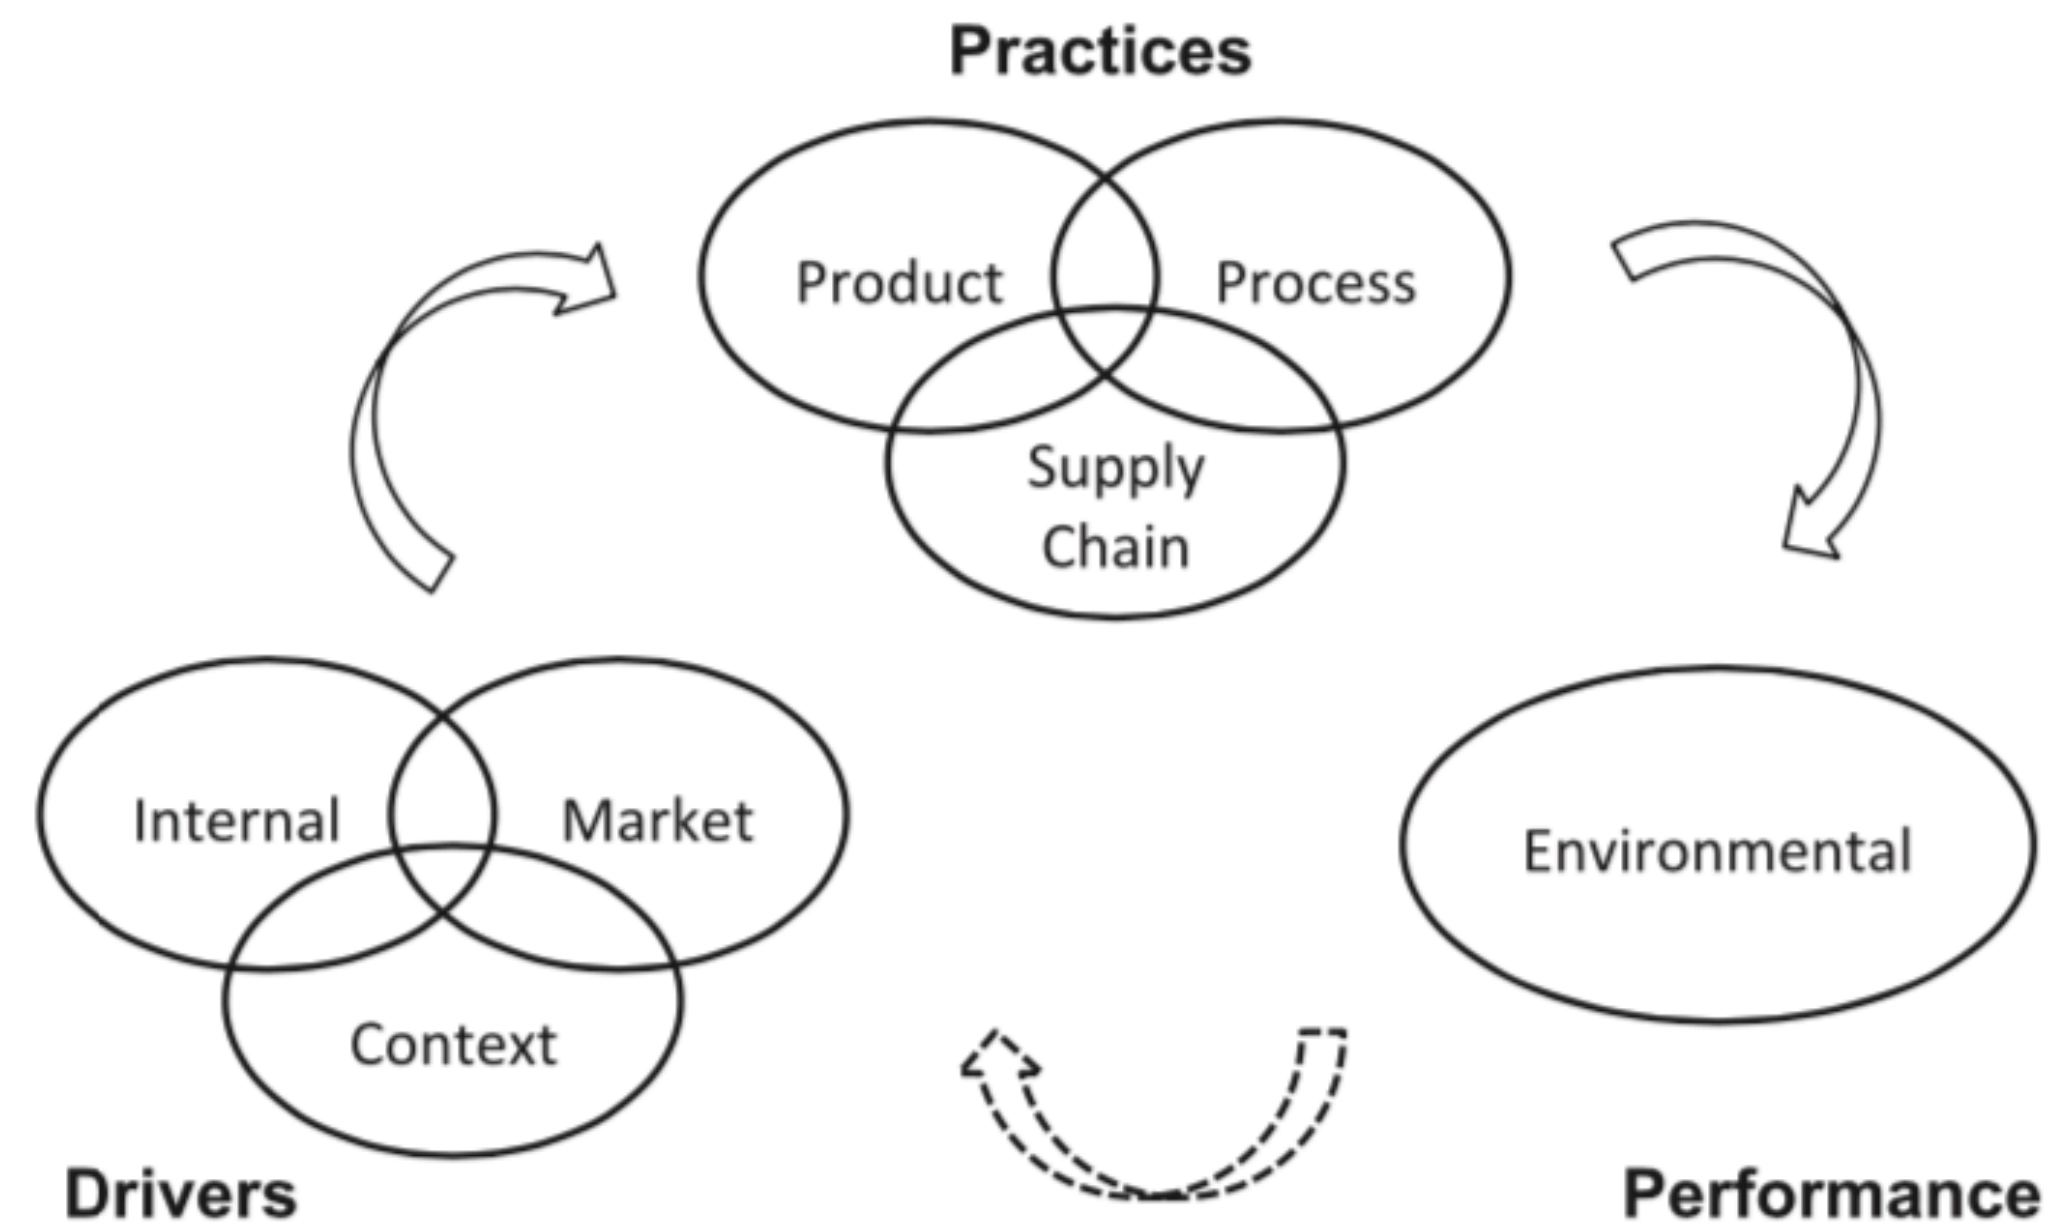 Practices
Product
Process
Supply
Chain
Internal
Market
Context
Environmental
Drivers
Performance